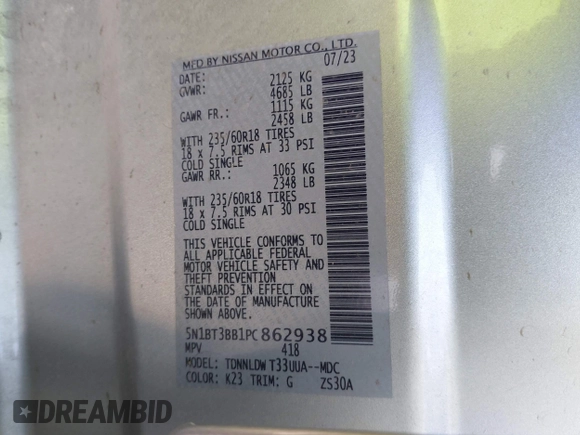 MFD BY NISSAN MOTOR CO., LTD.
DATE: 07/23
GVWR: 2125 KG
4685 LB
GAWR FR.: 1115 KG
2458 LB
WITH 235/60R18 TIRES
18 x 7.5 RIMS AT 33 PSI
COLD SINGLE
GAWR RR.: 1065 KG
2348 LB
WITH 235/60R18 TIRES
18 x 7.5 RIMS AT 30 PSI
COLD SINGLE
THIS VEHICLE CONFORMS TO
ALL APPLICABLE FEDERAL
MOTOR VEHICLE SAFETY AND
THEFT PREVENTION
STANDARDS IN EFFECT ON
THE DATE OF MANUFACTURE
SHOWN ABOVE.
5N1BT3BB1PC862938
MPV 418
MODEL: TDNNLDW T33UUA--MDC
COLOR: K23 TRIM: G ZS30A
DREAMBID